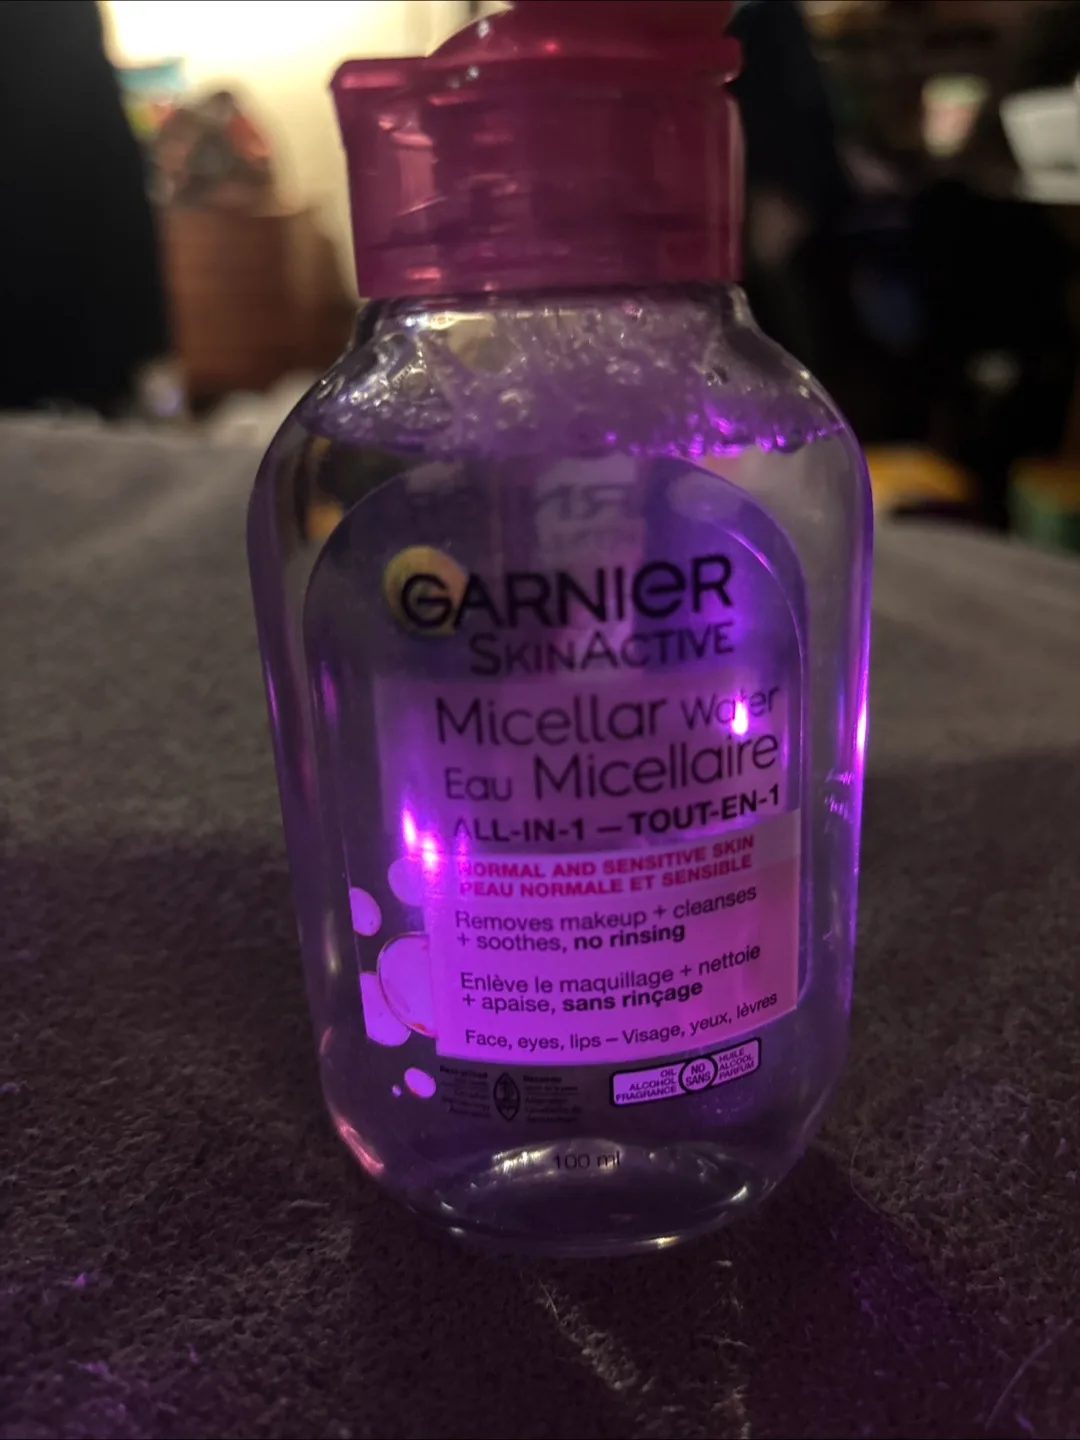 GARNIER
SKINACTIVE
Micellar Water
Eau Micellaire
ALL-IN-1 – TOUT-EN-1
NORMAL AND SENSITIVE SKIN
PEAU NORMALE ET SENSIBLE
Removes makeup + cleanses
+ soothes, no rinsing
Enlève le maquillage + nettoie
+ apaise, sans rinçage
Face, eyes, lips – Visage, yeux, lèvres
OIL
ALCOHOL
FRAGRANCE
NO
SANS
HUILE
ALCOOL
PARFUM
100 ml